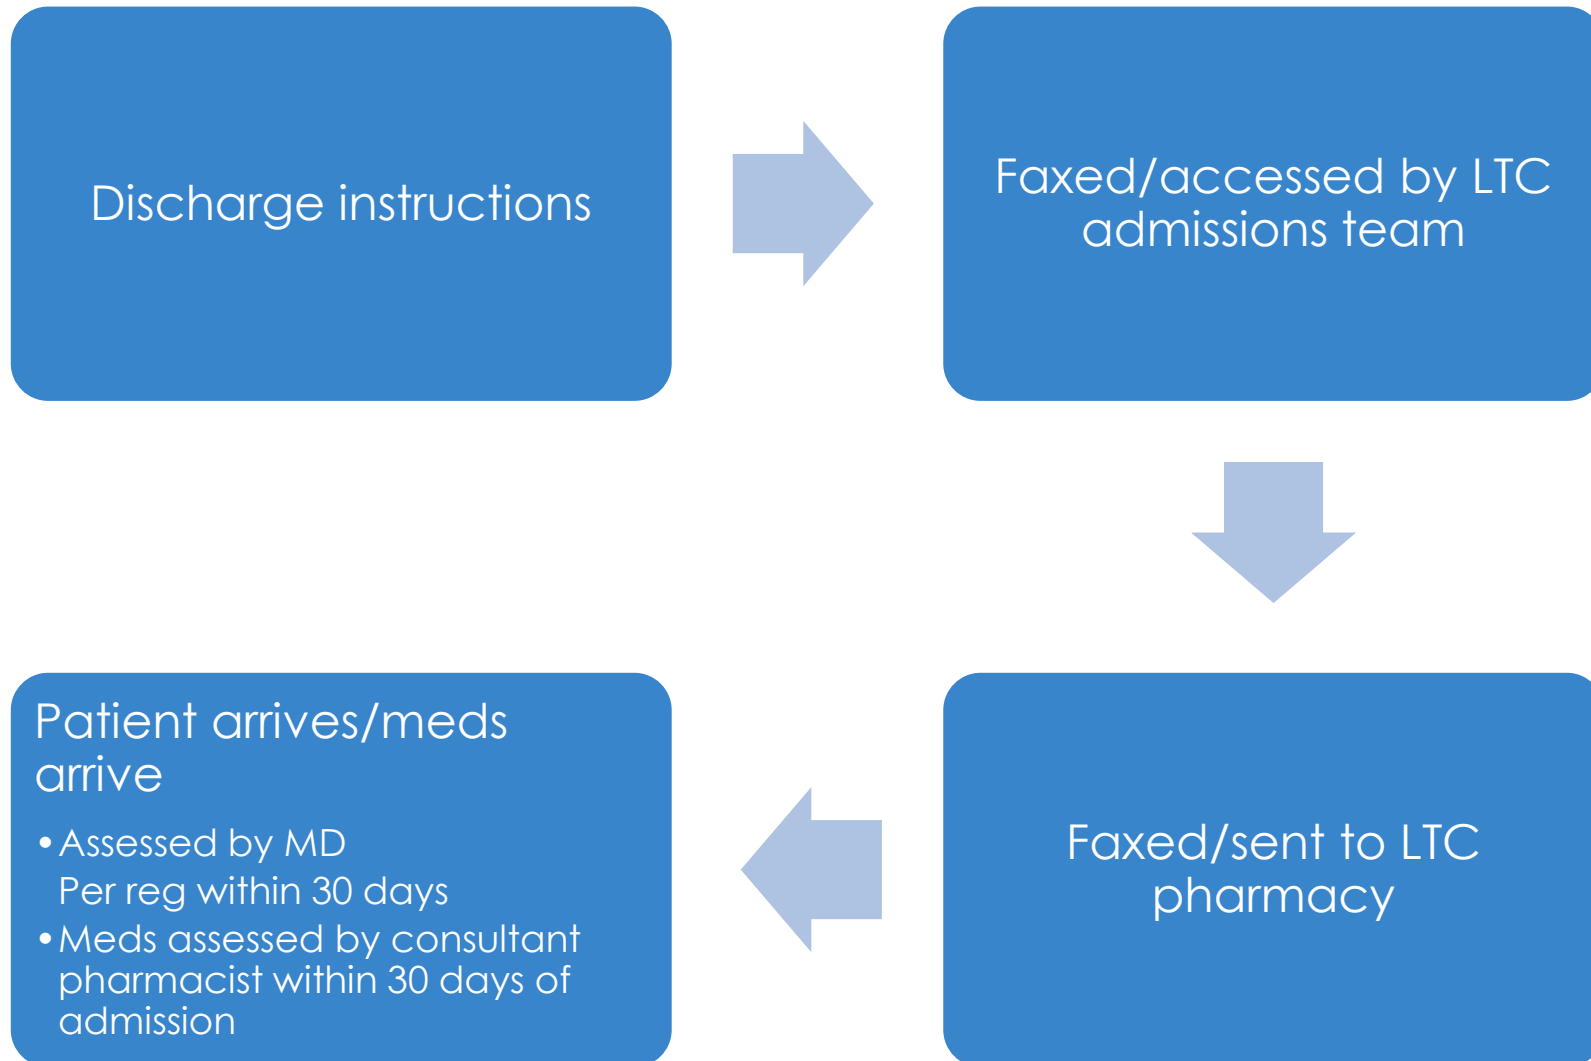 Discharge instructions
Faxed/accessed by LTC
admissions team
Patient arrives/meds
arrive
•Assessed by MD
Per reg within 30 days
•Meds assessed by consultant
pharmacist within 30 days of
admission
Faxed/sent to LTC
pharmacy